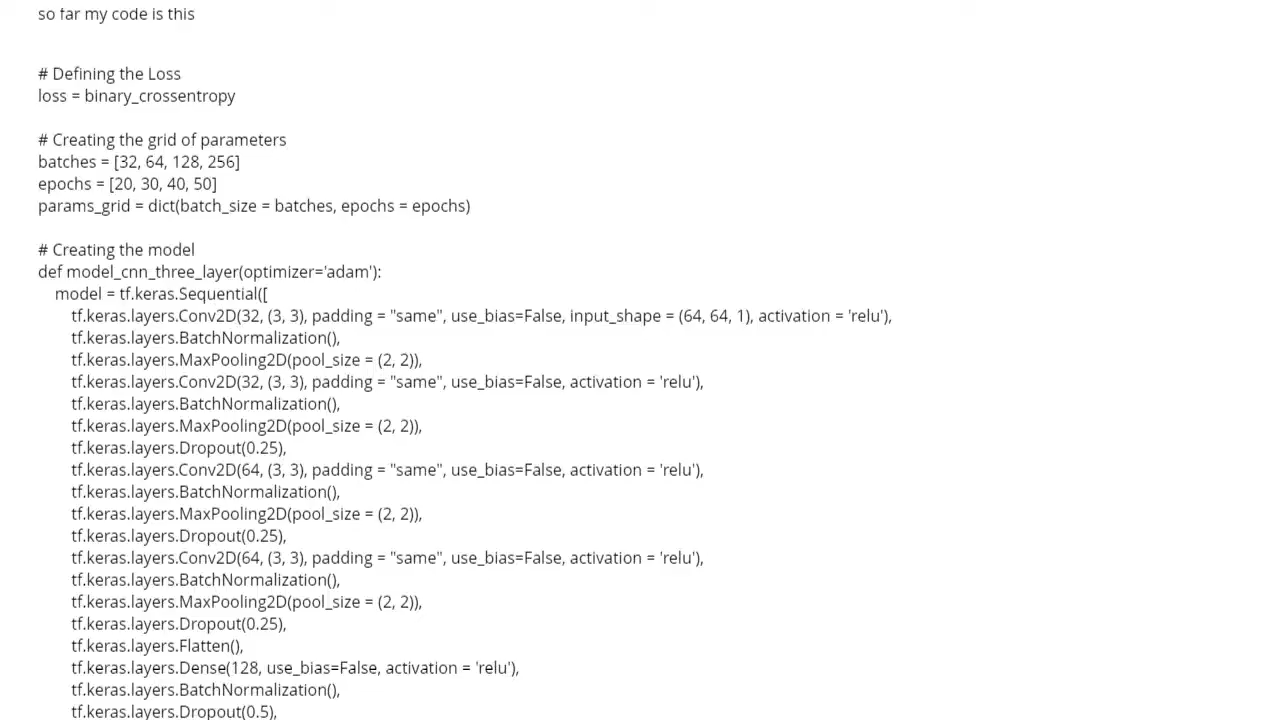 so far my code is this
# Defining the Loss
loss = binary_crossentropy
# Creating the grid of parameters
batches = [32, 64, 128, 256]
epochs = [20, 30, 40, 50]
params_grid = dict(batch_size = batches, epochs = epochs)
# Creating the model
def model_cnn_three_layer(optimizer='adam'):
model = tf.keras.Sequential([
tf.keras.layers.Conv2D(32, (3, 3), padding = "same", use_bias=False, input_shape = (64, 64, 1), activation = 'relu'),
tf.keras.layers.BatchNormalization(),
tf.keras.layers.MaxPooling2D(pool_size = (2, 2)),
tf.keras.layers.Conv2D(32, (3, 3), padding = "same", use_bias=False, activation = 'relu'),
tf.keras.layers.BatchNormalization(),
tf.keras.layers.MaxPooling2D(pool_size = (2, 2)),
tf.keras.layers.Dropout(0.25),
tf.keras.layers.Conv2D(64, (3, 3), padding = "same", use_bias=False, activation = 'relu'),
tf.keras.layers.BatchNormalization(),
tf.keras.layers.MaxPooling2D(pool_size = (2, 2)),
tf.keras.layers.Dropout(0.25),
tf.keras.layers.Conv2D(64, (3, 3), padding = "same", use_bias=False, activation = 'relu'),
tf.keras.layers.BatchNormalization(),
tf.keras.layers.MaxPooling2D(pool_size = (2, 2)),
tf.keras.layers.Dropout(0.25),
tf.keras.layers.Flatten(),
tf.keras.layers.Dense(128, use_bias=False, activation = 'relu'),
tf.keras.layers.BatchNormalization(),
tf.keras.layers.Dropout(0.5),